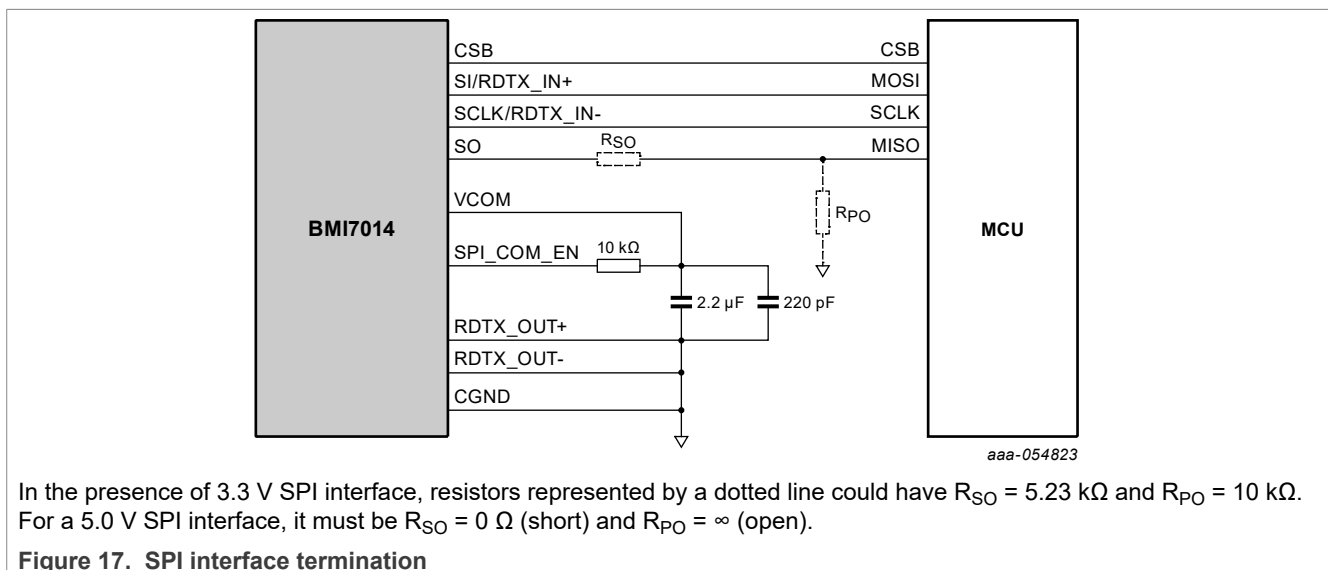 CSB CSB
SI/RDTX_IN+ MOSI
SCLK/RDTX_IN- SCLK
SO RSO MISO
VCOM
RPO
BMI7014 MCU
SPI_COM_EN 10 kΩ
2.2 µF 220 pF
RDTX_OUT+
RDTX_OUT-
CGND
aaa-054823
In the presence of 3.3 V SPI interface, resistors represented by a dotted line could have RSO = 5.23 kΩ and RPO = 10 kΩ.
For a 5.0 V SPI interface, it must be RSO = 0 Ω (short) and RPO = ∞ (open).
Figure 17. SPI interface termination